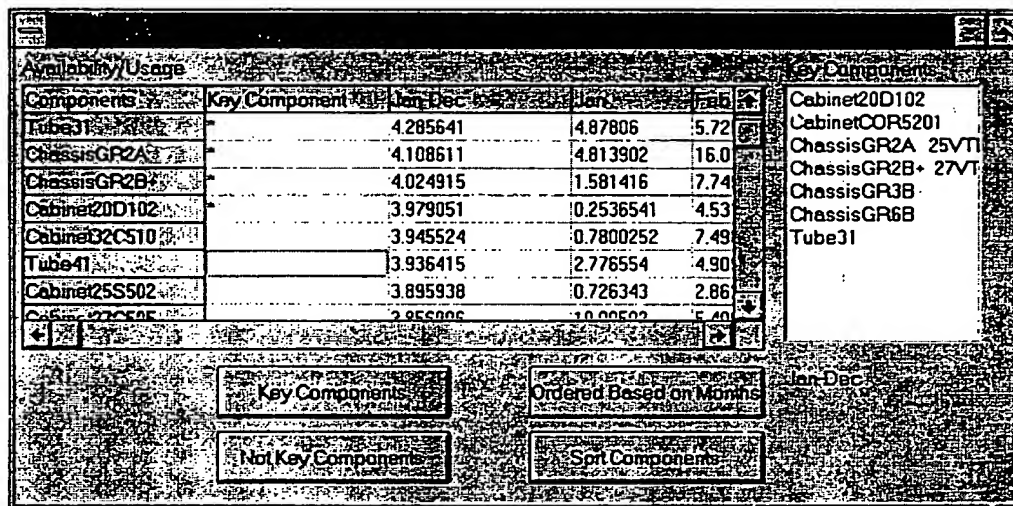 Availability/Usage
Key Components
Components Key Component Jan-Dec Jan Feb
Tube31 * 4.285641 4.87806 5.72
ChassisGR2A * 4.108611 4.813902 16.0
ChassisGR2B+ * 4.024915 1.581416 7.74
Cabinet20D102 * 3.979051 0.2536541 4.53
Cabinet32C510 3.945524 0.7800252 7.49
Tube41 3.936415 2.776554 4.90
Cabinet25S502 3.895938 0.726343 2.86
Cabinet20D102
CabinetCOR5201
ChassisGR2A 25VT
ChassisGR2B+ 27VT
ChassisGR3B
ChassisGR6B
Tube31
Key Components
Ordered Based on Months
Jan-Dec
Not Key Components
Sort Components